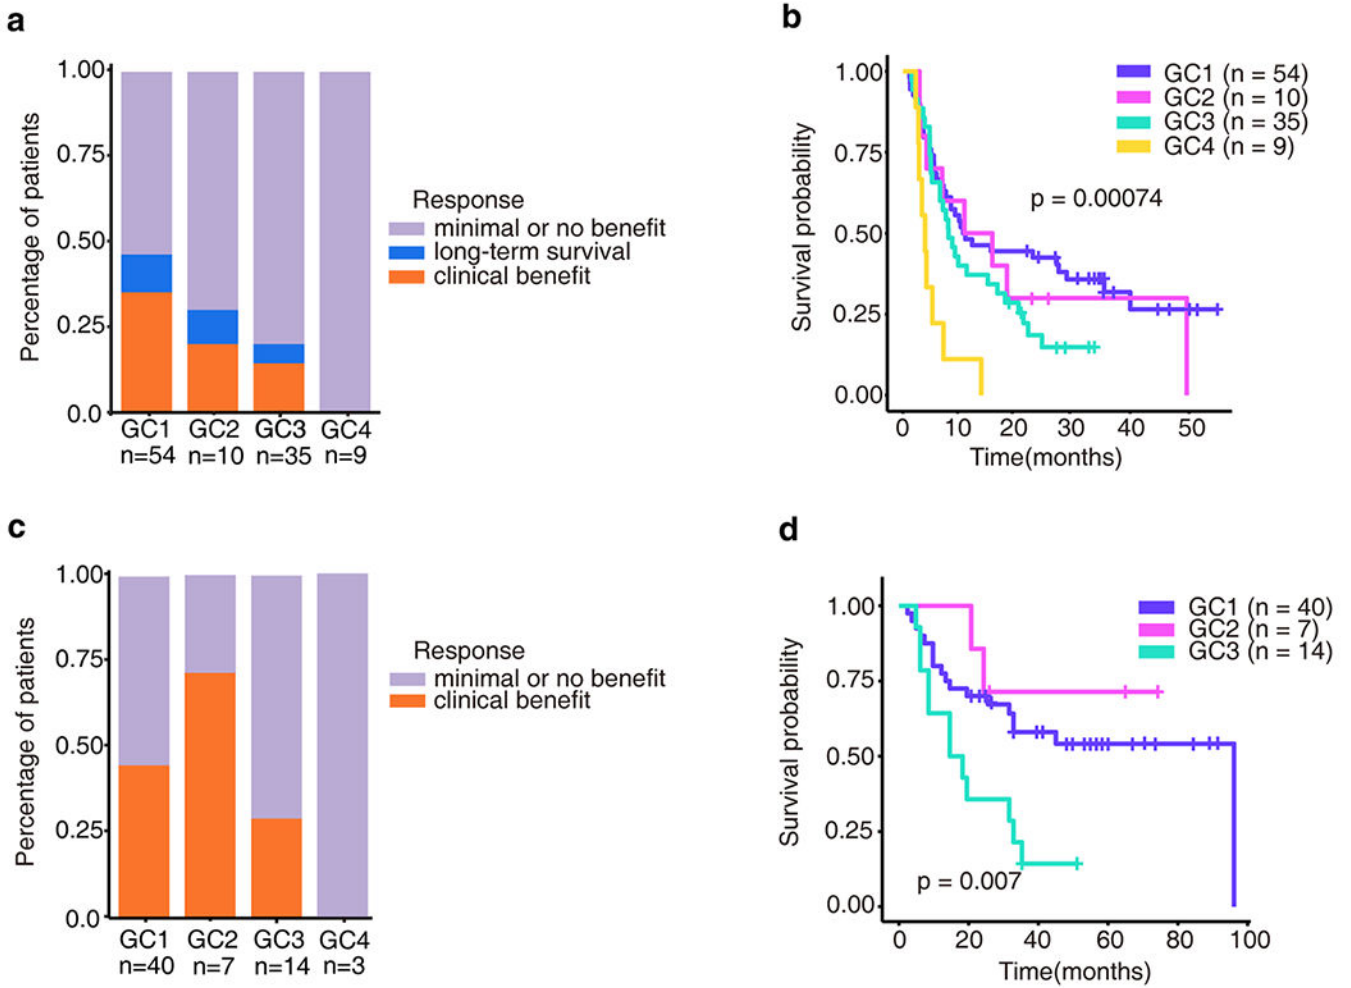 a
Percentage of patients
1.00
0.75
0.50
0.25
0.0
GC1 GC2 GC3 GC4
n=54 n=10 n=35 n=9
Response
minimal or no benefit
long-term survival
clinical benefit
b
Survival probability
1.00
0.75
0.50
0.25
0.00
GC1 (n = 54)
GC2 (n = 10)
GC3 (n = 35)
GC4 (n = 9)
p = 0.00074
0 10 20 30 40 50
Time(months)
c
Percentage of patients
1.00
0.75
0.50
0.25
0.0
GC1 GC2 GC3 GC4
n=40 n=7 n=14 n=3
Response
minimal or no benefit
clinical benefit
d
Survival probability
1.00
0.75
0.50
0.25
0.00
GC1 (n = 40)
GC2 (n = 7)
GC3 (n = 14)
p = 0.007
0 20 40 60 80 100
Time(months)